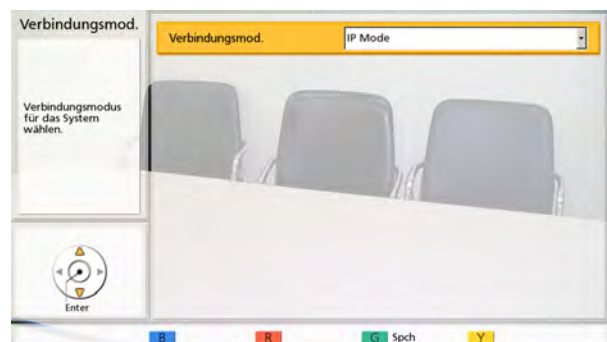 Verbindungsmod.
Verbindungsmod. IP Mode
Verbindungsmodus
für das System
wählen.
Enter
B R G Spch Y